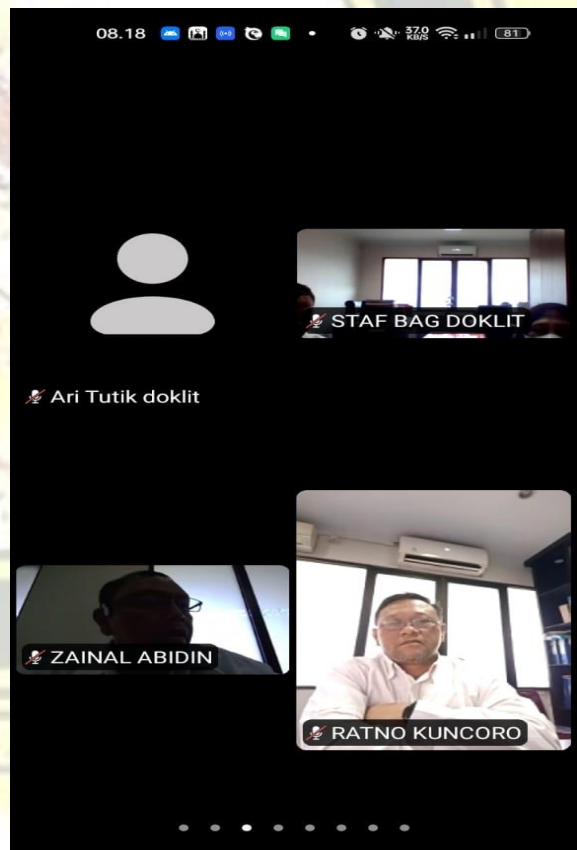 08.18 37.0 KB/S 81
STAF BAG DOKLIT
Ari Tutik doklit
ZAINAL ABIDIN
RATNO KUNCORO